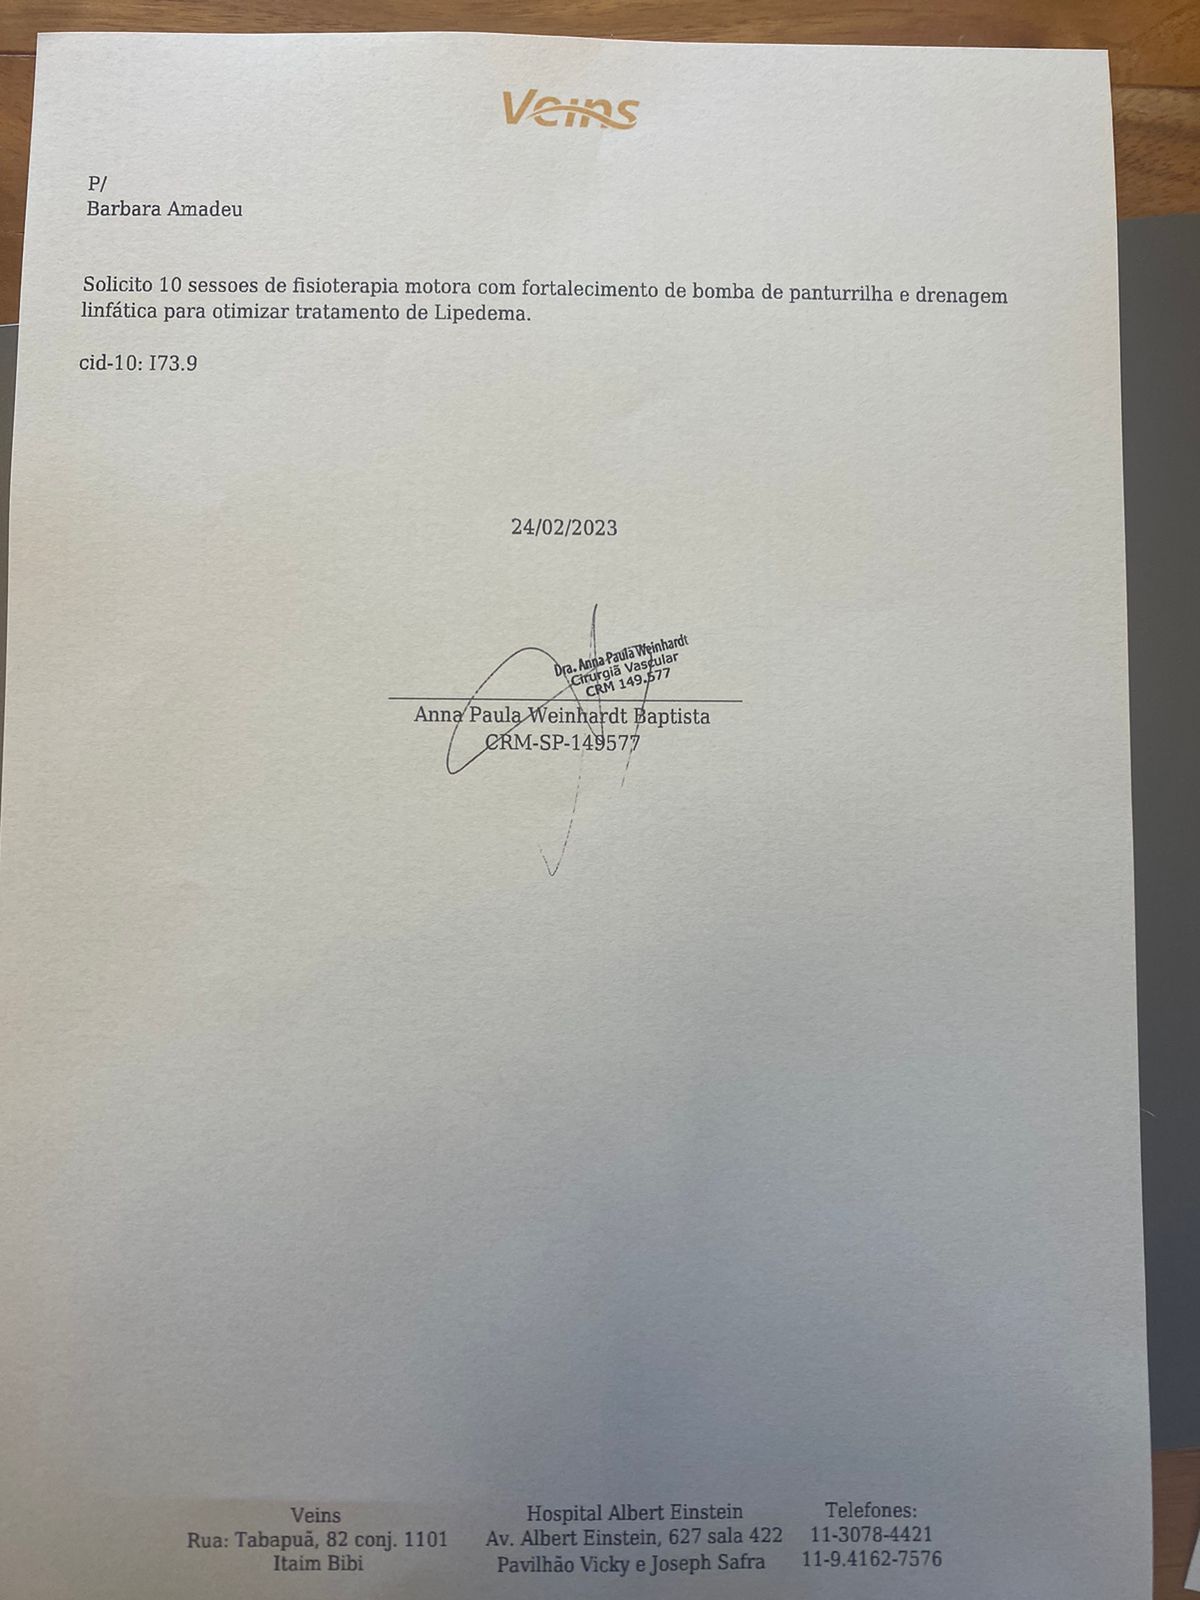 Veins
P/
Barbara Amadeu
Solicito 10 sessoes de fisioterapia motora com fortalecimento de bomba de panturrilha e drenagem
linfática para otimizar tratamento de Lipedema.
cid-10: I73.9
24/02/2023
Dra. Anna Paula Weinhardt
Cirurgiã Vascular
CRM 149.577
Anna Paula Weinhardt Baptista
CRM-SP-149577
Veins
Rua: Tabapuã, 82 conj. 1101
Itaim Bibi
Hospital Albert Einstein
Av. Albert Einstein, 627 sala 422
Pavilhão Vicky e Joseph Safra
Telefones:
11-3078-4421
11-9.4162-7576